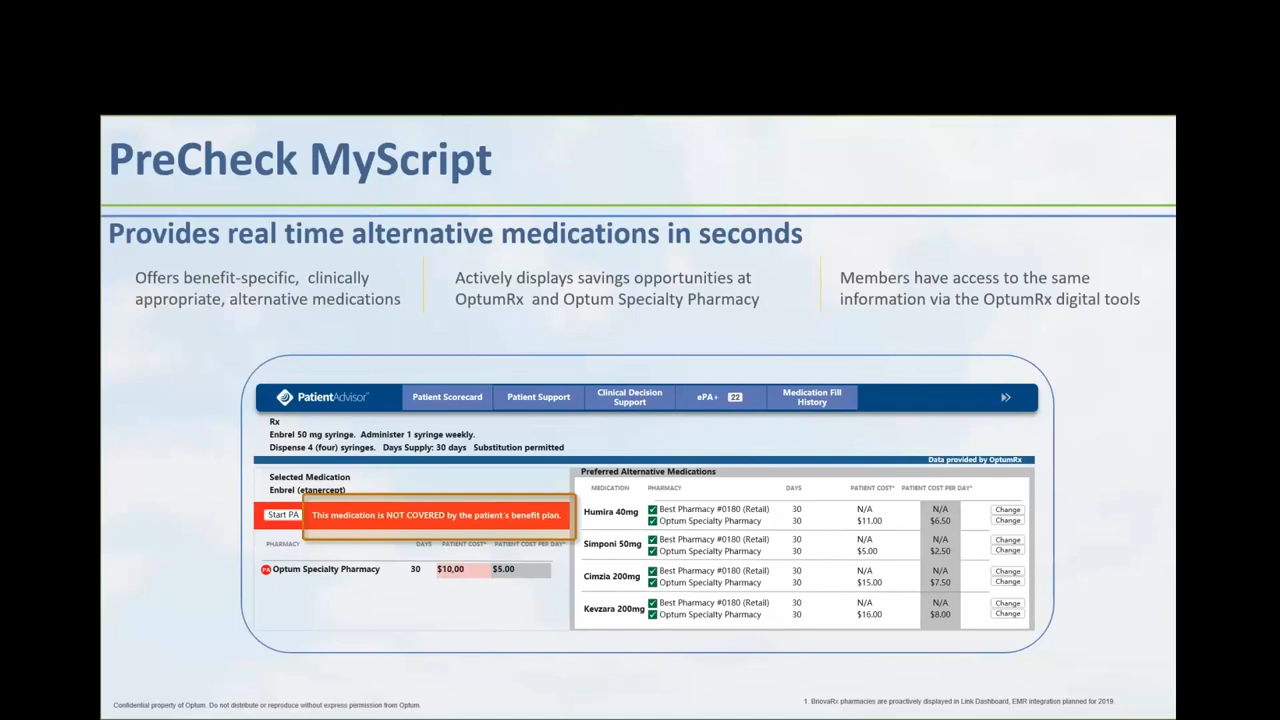 PreCheck MyScript
Provides real time alternative medications in seconds
Offers benefit-specific, clinically
appropriate, alternative medications
Actively displays savings opportunities at
OptumRx and Optum Specialty Pharmacy
Members have access to the same
information via the OptumRx digital tools
PatientAdvisor
Patient Scorecard
Patient Support
Clinical Decision
Support
ePA+ 22
Medication Fill
History
Rx
Enbrel 50 mg syringe. Administer 1 syringe weekly.
Dispense 4 (four) syringes. Days Supply: 30 days Substitution permitted
Data provided by OptumRx
Selected Medication
Enbrel (etanercept)
Start PA
This medication is NOT COVERED by the patient's benefit plan.
PHARMACY DAYS PATIENT COST* PATIENT COST PER DAY*
PA Optum Specialty Pharmacy 30 $10,00 $5.00
Preferred Alternative Medications
MEDICATION PHARMACY DAYS PATIENT COST* PATIENT COST PER DAY*
Humira 40mg
Best Pharmacy #0180 (Retail) 30 N/A N/A Change
Optum Specialty Pharmacy 30 $11.00 $6.50 Change
Simponi 50mg
Best Pharmacy #0180 (Retail) 30 N/A N/A Change
Optum Specialty Pharmacy 30 $5.00 $2.50 Change
Cimzia 200mg
Best Pharmacy #0180 (Retail) 30 N/A N/A Change
Optum Specialty Pharmacy 30 $15.00 $7.50 Change
Kevzara 200mg
Best Pharmacy #0180 (Retail) 30 N/A N/A Change
Optum Specialty Pharmacy 30 $16.00 $8.00 Change
Confidential property of Optum. Do not distribute or reproduce without express permission from Optum.
1. BriovaRx pharmacies are proactively displayed in Link Dashboard, EMR integration planned for 2019.